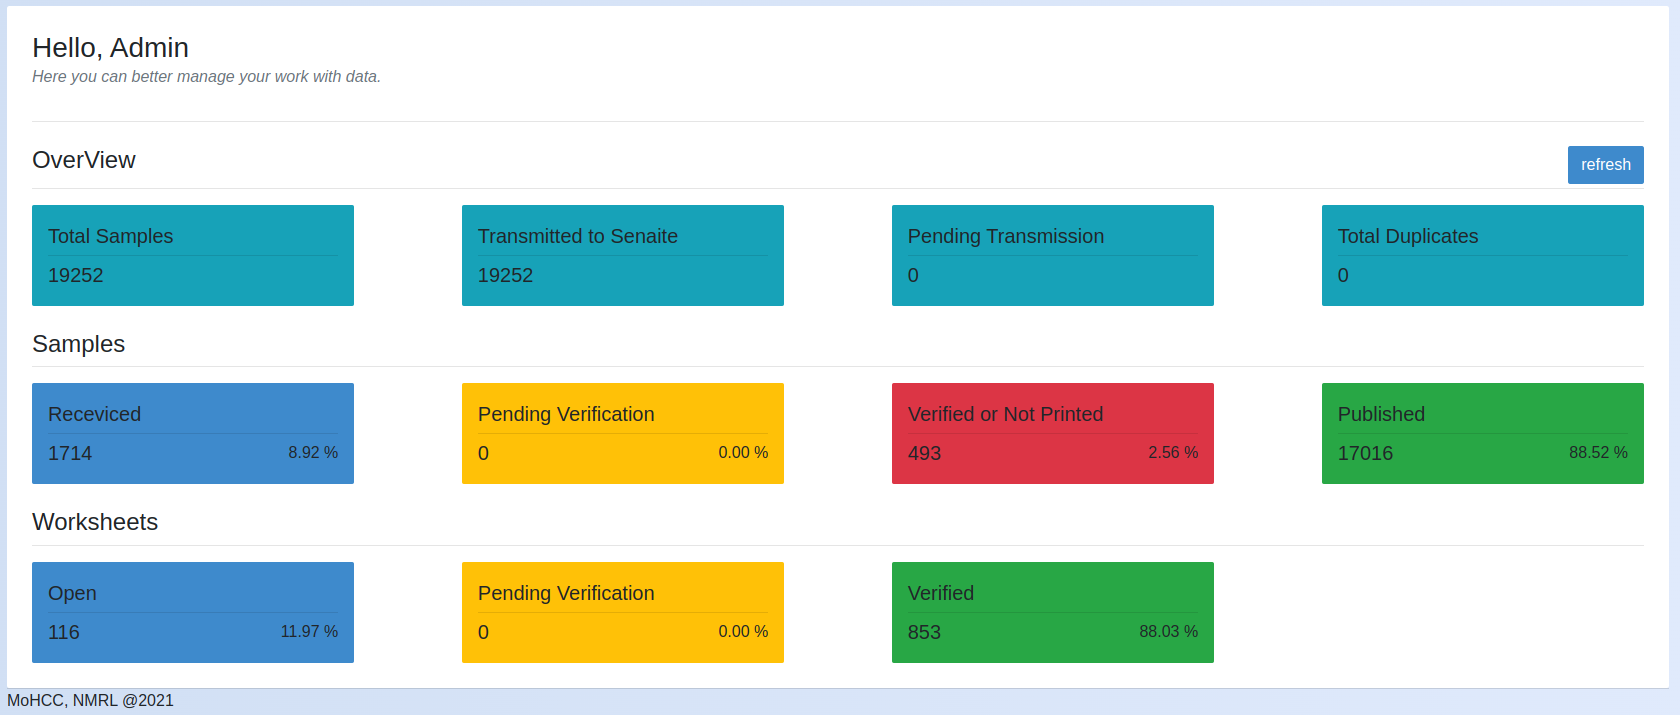 Hello, Admin
Here you can better manage your work with data.
OverView
refresh
Total Samples
19252
Transmitted to Senaite
19252
Pending Transmission
0
Total Duplicates
0
Samples
Receviced
1714 8.92 %
Pending Verification
0 0.00 %
Verified or Not Printed
493 2.56 %
Published
17016 88.52 %
Worksheets
Open
116 11.97 %
Pending Verification
0 0.00 %
Verified
853 88.03 %
MoHCC, NMRL @2021